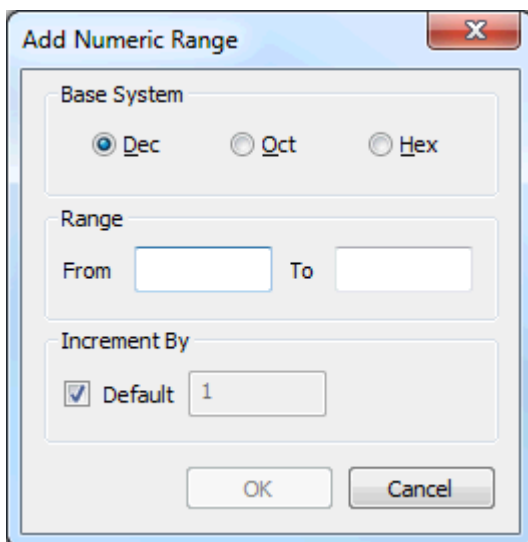 Add Numeric Range
Base System
Dec Oct Hex
Range
From To
Increment By
Default 1
OK Cancel